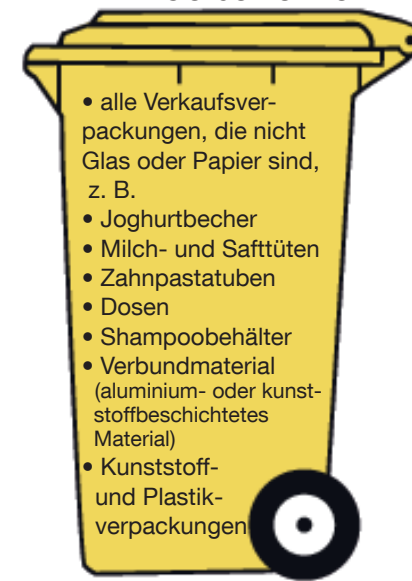 • alle Verkaufsver-
packungen, die nicht
Glas oder Papier sind,
z. B.
• Joghurtbecher
• Milch- und Safttüten
• Zahnpastatuben
• Dosen
• Shampoobehälter
• Verbundmaterial
(aluminium- oder kunst-
stoffbeschichtetes
Material)
• Kunststoff-
und Plastik-
verpackungen